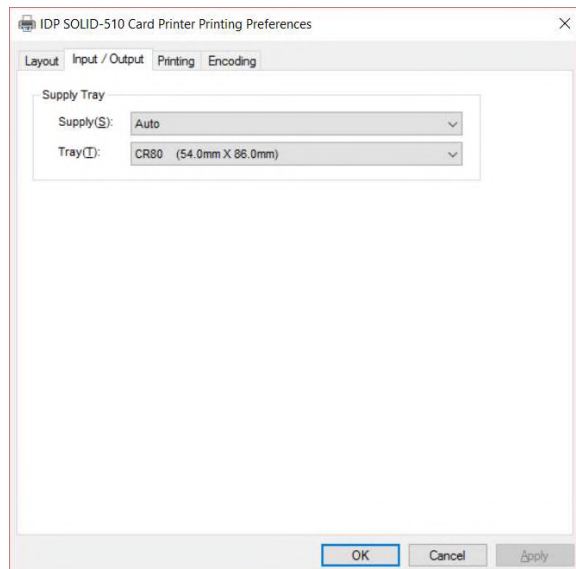 IDP SOLID-510 Card Printer Printing Preferences
Layout Input / Output Printing Encoding
Supply Tray
Supply(S): Auto
Tray(T): CR80 (54.0mm X 86.0mm)
OK Cancel Apply